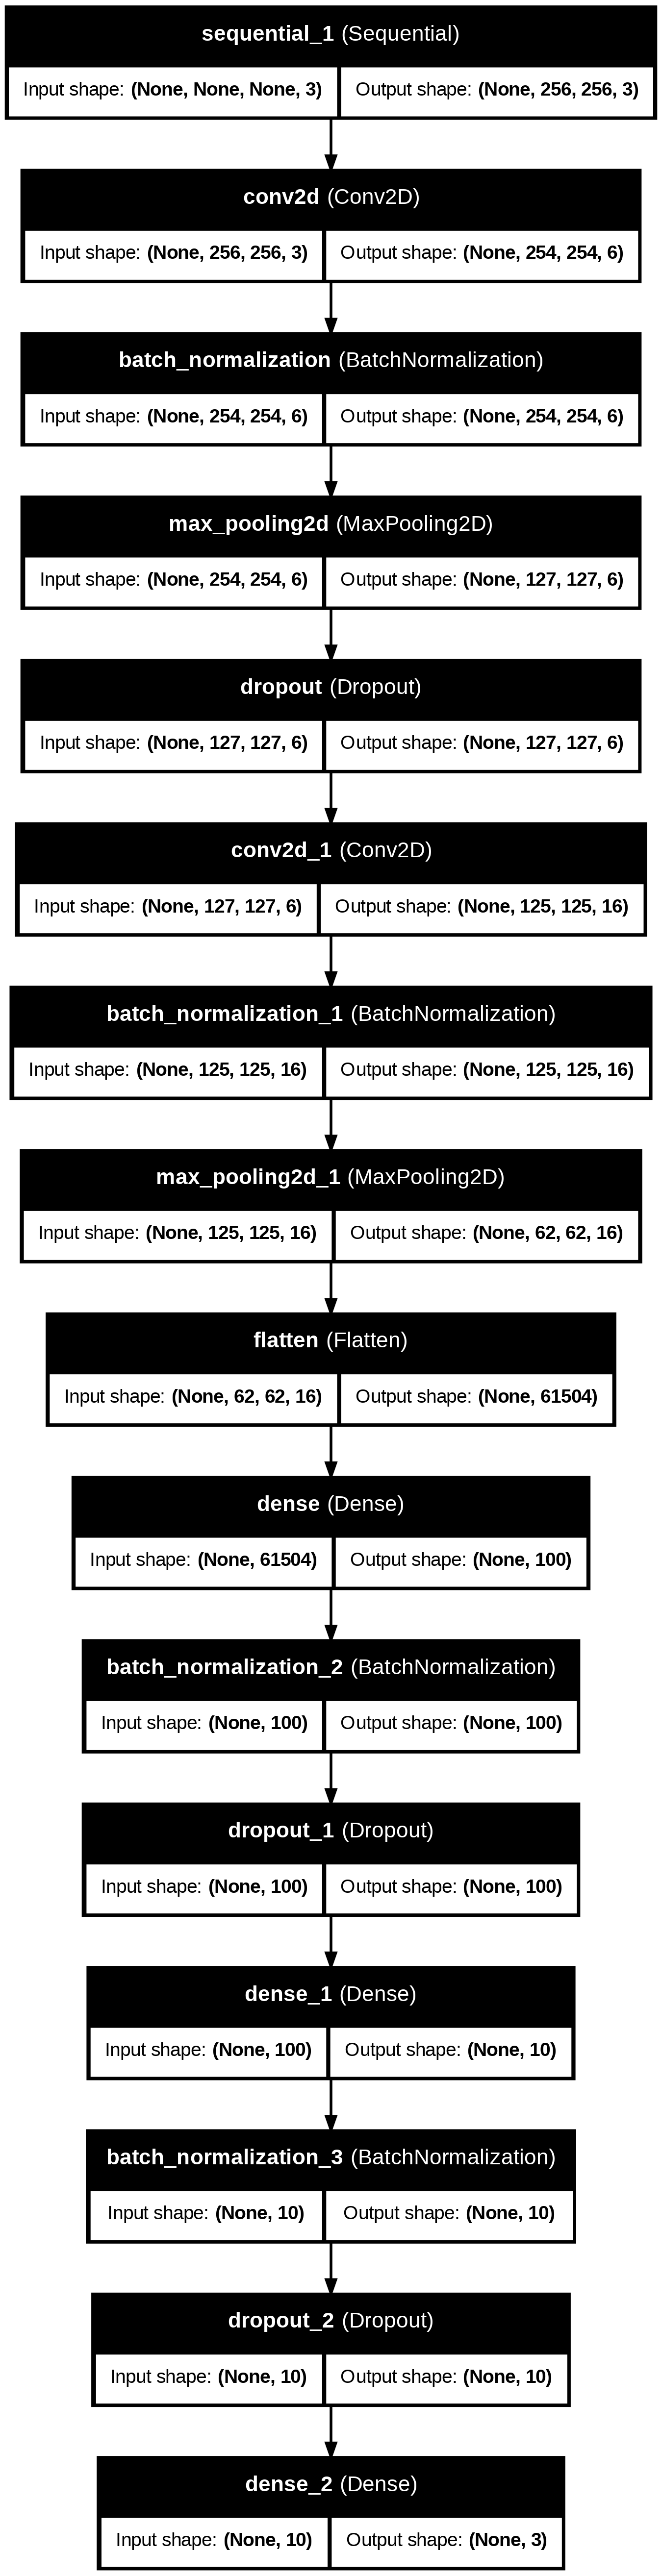 sequential_1 (Sequential)
Input shape: (None, None, None, 3) Output shape: (None, 256, 256, 3)
conv2d (Conv2D)
Input shape: (None, 256, 256, 3) Output shape: (None, 254, 254, 6)
batch_normalization (BatchNormalization)
Input shape: (None, 254, 254, 6) Output shape: (None, 254, 254, 6)
max_pooling2d (MaxPooling2D)
Input shape: (None, 254, 254, 6) Output shape: (None, 127, 127, 6)
dropout (Dropout)
Input shape: (None, 127, 127, 6) Output shape: (None, 127, 127, 6)
conv2d_1 (Conv2D)
Input shape: (None, 127, 127, 6) Output shape: (None, 125, 125, 16)
batch_normalization_1 (BatchNormalization)
Input shape: (None, 125, 125, 16) Output shape: (None, 125, 125, 16)
max_pooling2d_1 (MaxPooling2D)
Input shape: (None, 125, 125, 16) Output shape: (None, 62, 62, 16)
flatten (Flatten)
Input shape: (None, 62, 62, 16) Output shape: (None, 61504)
dense (Dense)
Input shape: (None, 61504) Output shape: (None, 100)
batch_normalization_2 (BatchNormalization)
Input shape: (None, 100) Output shape: (None, 100)
dropout_1 (Dropout)
Input shape: (None, 100) Output shape: (None, 100)
dense_1 (Dense)
Input shape: (None, 100) Output shape: (None, 10)
batch_normalization_3 (BatchNormalization)
Input shape: (None, 10) Output shape: (None, 10)
dropout_2 (Dropout)
Input shape: (None, 10) Output shape: (None, 10)
dense_2 (Dense)
Input shape: (None, 10) Output shape: (None, 3)